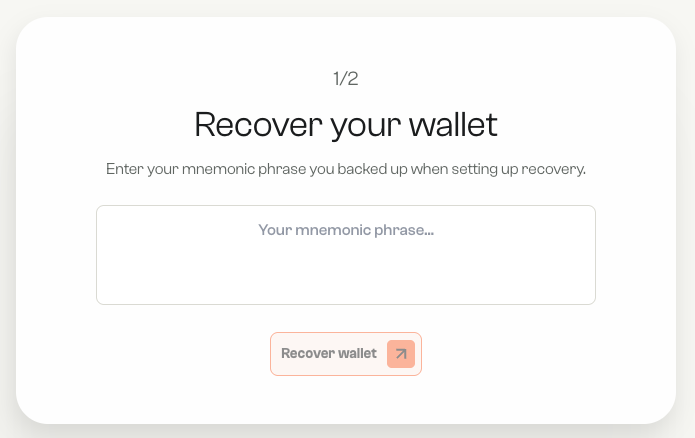 1/2
Recover your wallet
Enter your mnemonic phrase you backed up when setting up recovery.
Your mnemonic phrase...
Recover wallet